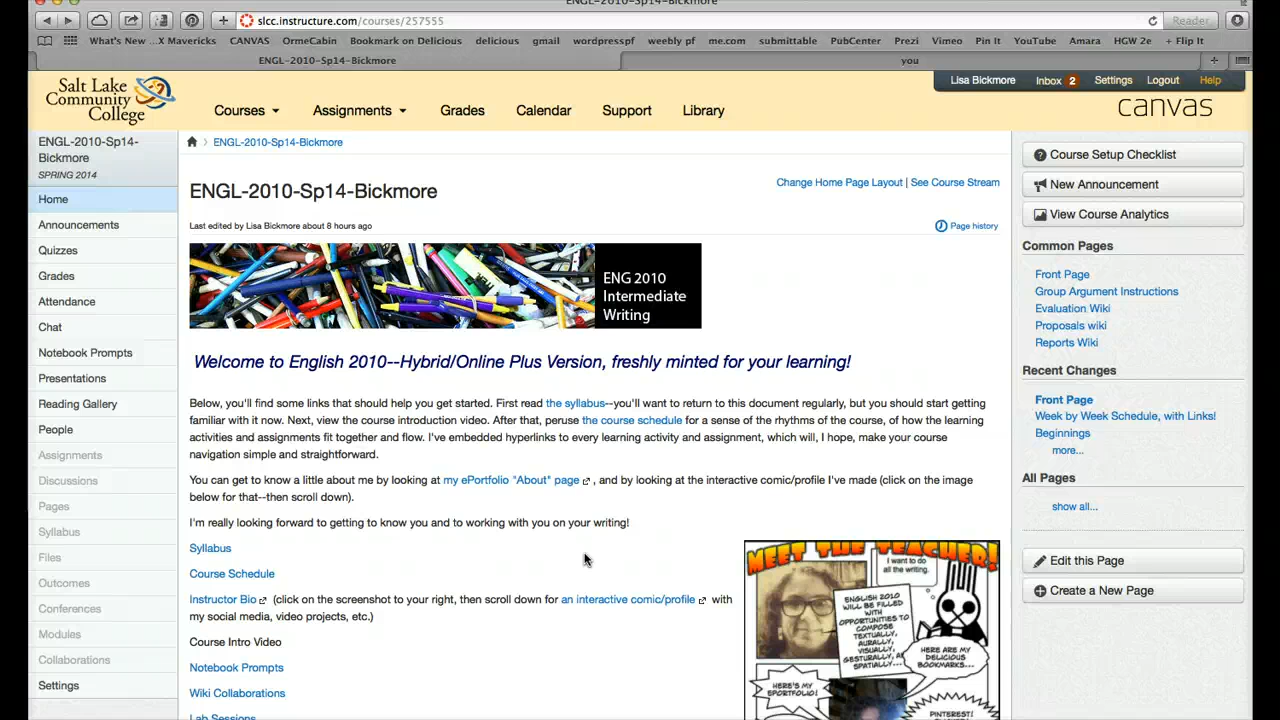 ENGL-2010-Sp14-Bickmore
slcc.instructure.com/courses/257555
Reader
What's New ...X Mavericks CANVAS OrmeCabin Bookmark on Delicious delicious gmail wordpresspf weebly pf me.com submittable PubCenter Prezi Vimeo Pin It YouTube Amara HGW 2e + Flip It
ENGL-2010-Sp14-Bickmore you
Lisa Bickmore Inbox 2 Settings Logout Help
Salt Lake
Community
College
Courses Assignments Grades Calendar Support Library
canvas
ENGL-2010-Sp14-
Bickmore
SPRING 2014
Home
Announcements
Quizzes
Grades
Attendance
Chat
Notebook Prompts
Presentations
Reading Gallery
People
Assignments
Discussions
Pages
Syllabus
Files
Outcomes
Conferences
Modules
Collaborations
Settings
ENGL-2010-Sp14-Bickmore
ENGL-2010-Sp14-Bickmore
Change Home Page Layout | See Course Stream
Last edited by Lisa Bickmore about 8 hours ago
Page history
ENG 2010
Intermediate
Writing
Welcome to English 2010--Hybrid/Online Plus Version, freshly minted for your learning!
Below, you'll find some links that should help you get started. First read the syllabus--you'll want to return to this document regularly, but you should start getting
familiar with it now. Next, view the course introduction video. After that, peruse the course schedule for a sense of the rhythms of the course, of how the learning
activities and assignments fit together and flow. I've embedded hyperlinks to every learning activity and assignment, which will, I hope, make your course
navigation simple and straightforward.
You can get to know a little about me by looking at my ePortfolio "About" page , and by looking at the interactive comic/profile I've made (click on the image
below for that--then scroll down).
I'm really looking forward to getting to know you and to working with you on your writing!
Syllabus
Course Schedule
Instructor Bio (click on the screenshot to your right, then scroll down for an interactive comic/profile with
my social media, video projects, etc.)
Course Intro Video
Notebook Prompts
Wiki Collaborations
Lab Sessions
MEET THE TEACHER!
I want to do
all the writing.
ENGLISH 2010
WILL BE FILLED
WITH
OPPORTUNITIES TO
COMPOSE
TEXTUALLY,
AURALLY,
VISUALLY,
GESTURALLY, &
SPATIALLY...
HERE ARE MY
DELICIOUS
BOOKMARKS...
HERE'S MY
EPORTFOLIO!
PINTEREST!
Course Setup Checklist
New Announcement
View Course Analytics
Common Pages
Front Page
Group Argument Instructions
Evaluation Wiki
Proposals wiki
Reports Wiki
Recent Changes
Front Page
Week by Week Schedule, with Links!
Beginnings
more...
All Pages
show all...
Edit this Page
Create a New Page